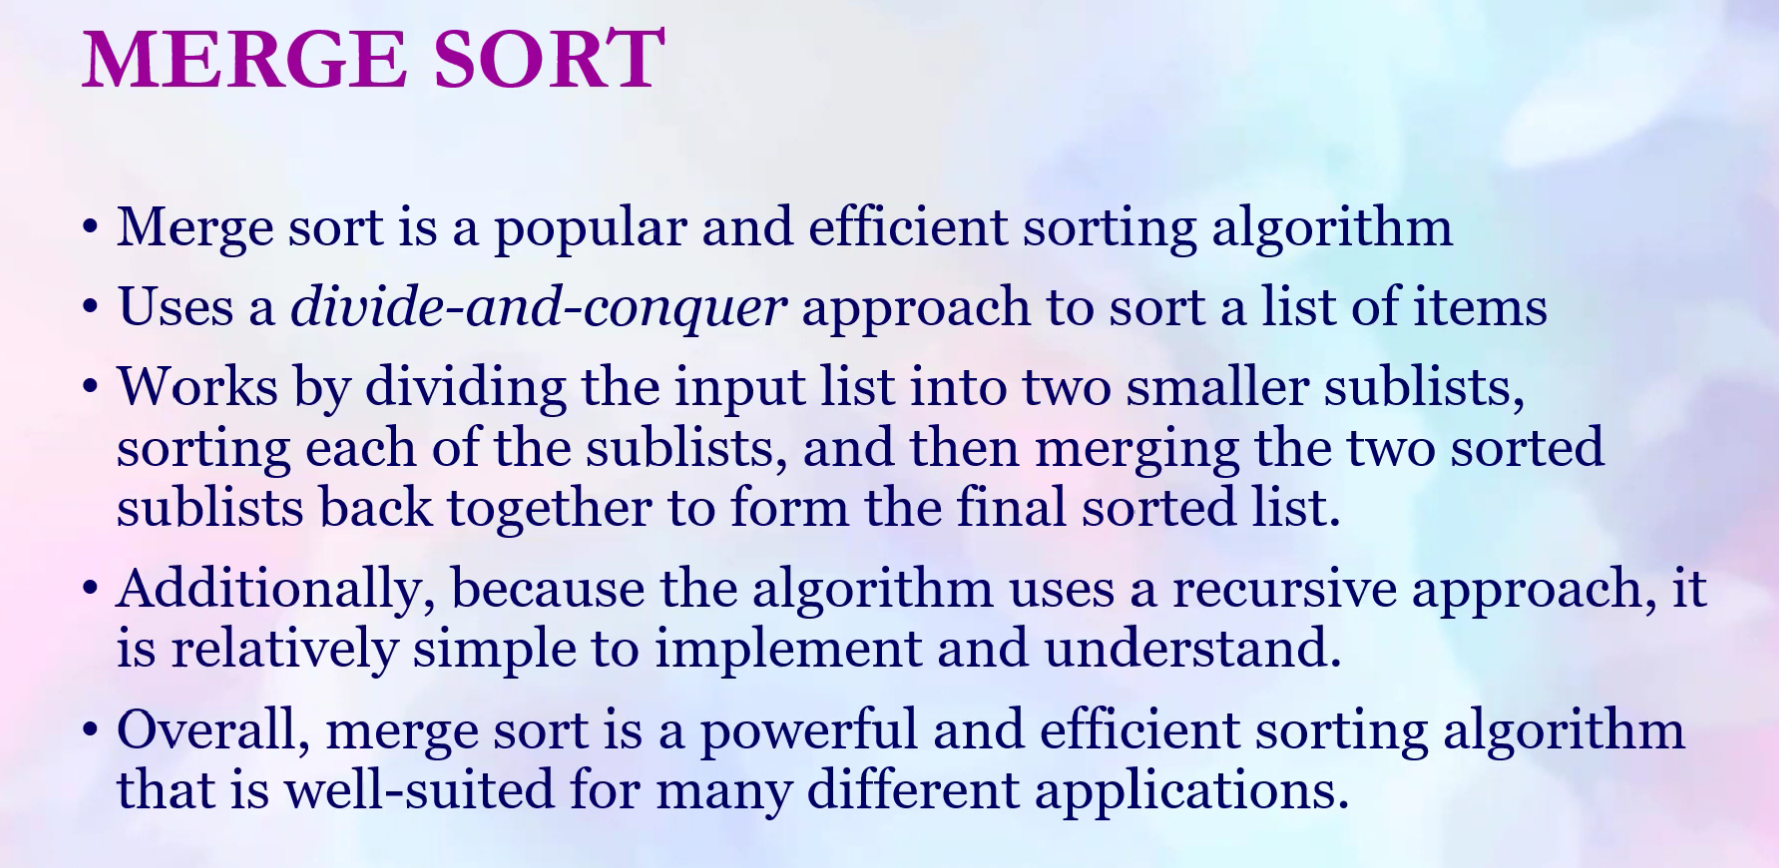 MERGE SORT
• Merge sort is a popular and efficient sorting algorithm
• Uses a divide-and-conquer approach to sort a list of items
• Works by dividing the input list into two smaller sublists,
sorting each of the sublists, and then merging the two sorted
sublists back together to form the final sorted list.
• Additionally, because the algorithm uses a recursive approach, it
is relatively simple to implement and understand.
• Overall, merge sort is a powerful and efficient sorting algorithm
that is well-suited for many different applications.